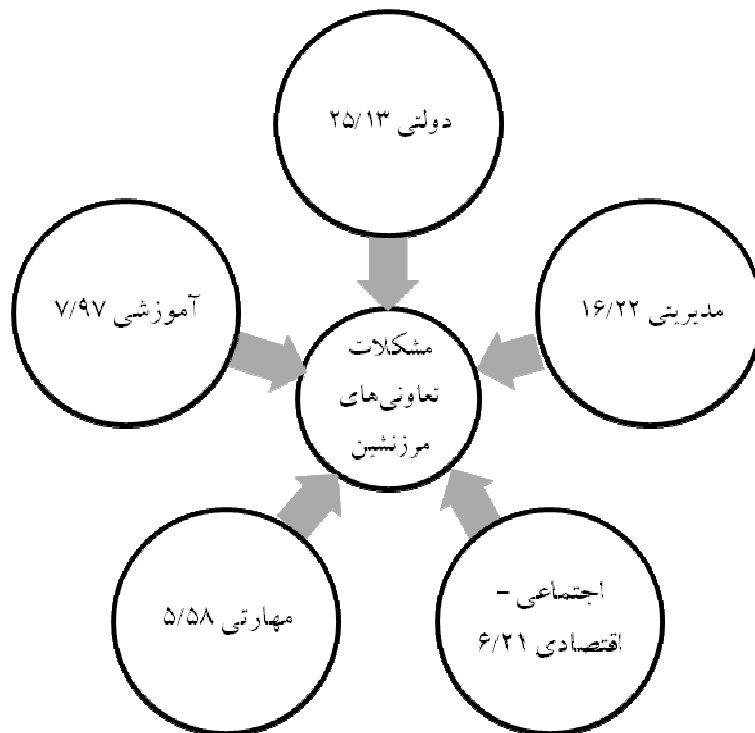 دولتی ۲۵/۱۳
مدیریتی ۱۶/۲۲
آموزشی ۷/۹۷
مشکلات
تعاونی‌های
مرزنشین
اجتماعی –
اقتصادی ۶/۲۱
مهارتی ۵/۵۸